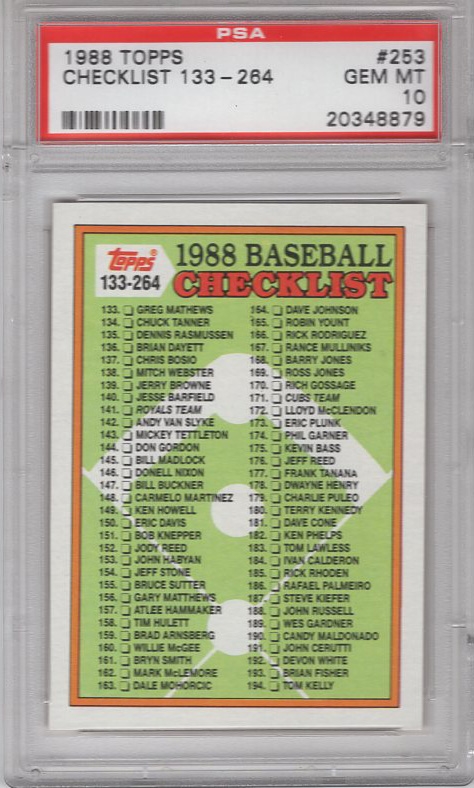 PSA
1988 TOPPS #253
CHECKLIST 133-264 GEM MT
10
20348879
Topps®
133-264
1988 BASEBALL
CHECKLIST
133. GREG MATHEWS
134. CHUCK TANNER
135. DENNIS RASMUSSEN
136. BRIAN DAYETT
137. CHRIS BOSIO
138. MITCH WEBSTER
139. JERRY BROWNE
140. JESSE BARFIELD
141. ROYALS TEAM
142. ANDY VAN SLYKE
143. MICKEY TETTLETON
144. DON GORDON
145. BILL MADLOCK
146. DONELL NIXON
147. BILL BUCKNER
148. CARMELO MARTINEZ
149. KEN HOWELL
150. ERIC DAVIS
151. BOB KNEPPER
152. JODY REED
153. JOHN HABYAN
154. JEFF STONE
155. BRUCE SUTTER
156. GARY MATTHEWS
157. ATLEE HAMMAKER
158. TIM HULETT
159. BRAD ARNSBERG
160. WILLIE McGEE
161. BRYN SMITH
162. MARK McLEMORE
163. DALE MOHORCIC
164. DAVE JOHNSON
165. ROBIN YOUNT
166. RICK RODRIGUEZ
167. RANCE MULLINIKS
168. BARRY JONES
169. ROSS JONES
170. RICH GOSSAGE
171. CUBS TEAM
172. LLOYD McCLENDON
173. ERIC PLUNK
174. PHIL GARNER
175. KEVIN BASS
176. JEFF REED
177. FRANK TANANA
178. DWAYNE HENRY
179. CHARLIE PULEO
180. TERRY KENNEDY
181. DAVE CONE
182. KEN PHELPS
183. TOM LAWLESS
184. IVAN CALDERON
185. RICK RHODEN
186. RAFAEL PALMEIRO
187. STEVE KIEFER
188. JOHN RUSSELL
189. WES GARDNER
190. CANDY MALDONADO
191. JOHN CERUTTI
192. DEVON WHITE
193. BRIAN FISHER
194. TOM KELLY